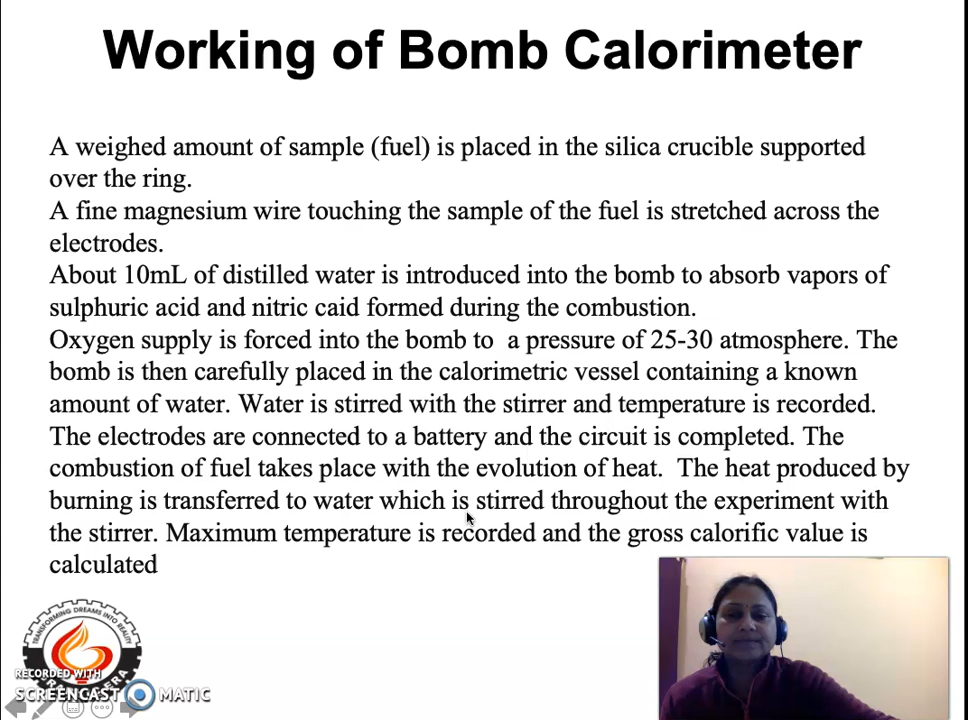 Working of Bomb Calorimeter
A weighed amount of sample (fuel) is placed in the silica crucible supported
over the ring.
A fine magnesium wire touching the sample of the fuel is stretched across the
electrodes.
About 10mL of distilled water is introduced into the bomb to absorb vapors of
sulphuric acid and nitric caid formed during the combustion.
Oxygen supply is forced into the bomb to  a pressure of 25-30 atmosphere. The
bomb is then carefully placed in the calorimetric vessel containing a known
amount of water. Water is stirred with the stirrer and temperature is recorded.
The electrodes are connected to a battery and the circuit is completed. The
combustion of fuel takes place with the evolution of heat.  The heat produced by
burning is transferred to water which is stirred throughout the experiment with
the stirrer. Maximum temperature is recorded and the gross calorific value is
calculated
TRANSFORMING DREAMS INTO REALITY
RECORDED WITH
SCREENCAST MATIC